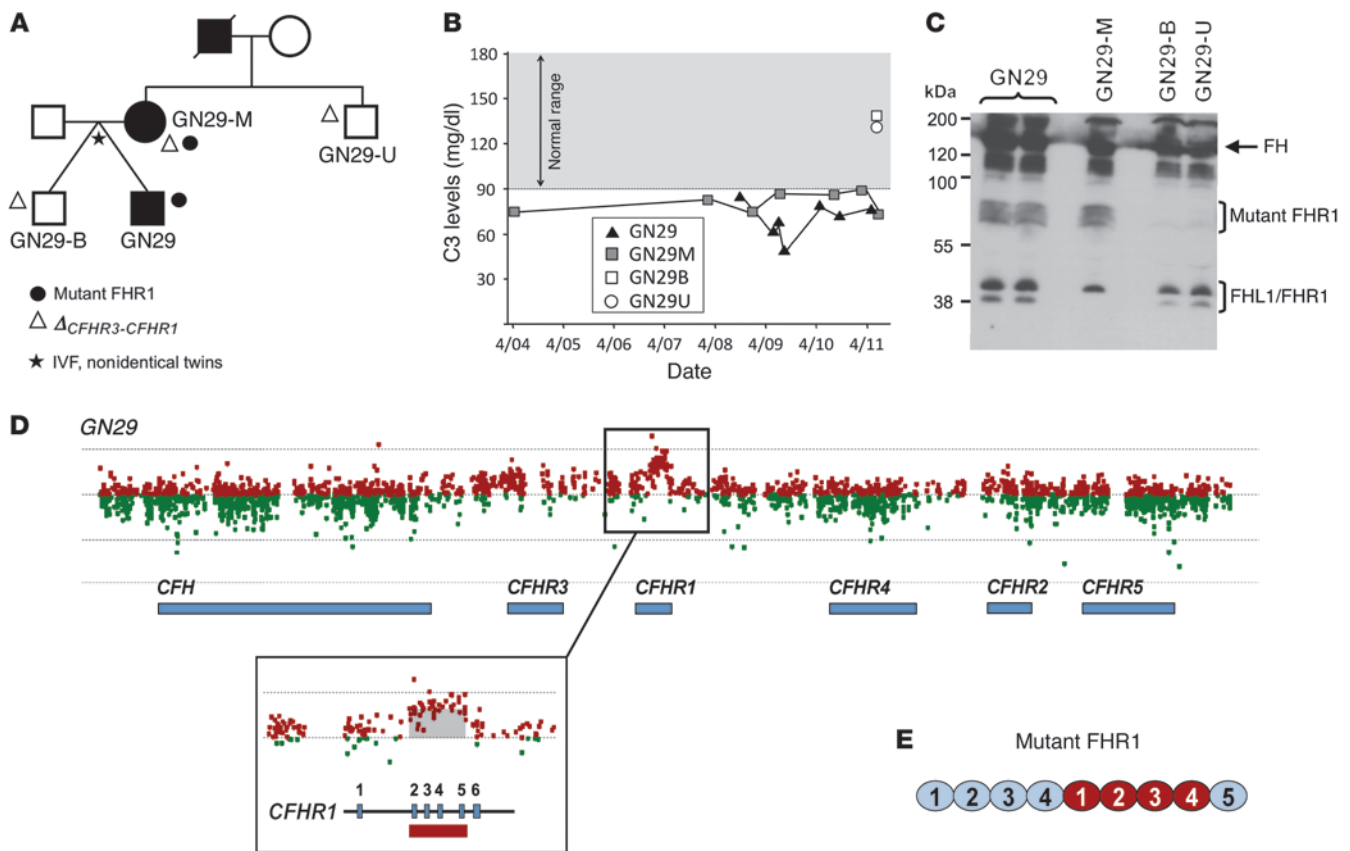 A
GN29-M
GN29-U
GN29-B
GN29
Mutant FHR1
ΔCFHR3-CFHR1
IVF, nonidentical twins
B
C3 levels (mg/dl)
180
150
120
90
60
30
Normal range
GN29
GN29M
GN29B
GN29U
4/04 4/05 4/06 4/07 4/08 4/09 4/10 4/11
Date
C
GN29
GN29-M
GN29-B
GN29-U
kDa
200
120
100
55
38
FH
Mutant FHR1
FHL1/FHR1
D
GN29
CFH CFHR3 CFHR1 CFHR4 CFHR2 CFHR5
1 2 3 4 5 6
CFHR1
E
Mutant FHR1
1 2 3 4 1 2 3 4 5